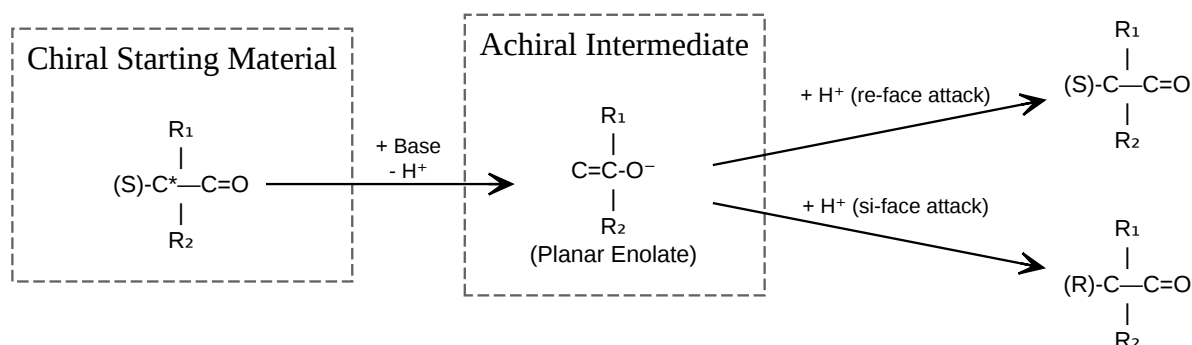 Chiral Starting Material
R₁
(S)-C*—C=O
R₂
+ Base
- H⁺
Achiral Intermediate
R₁
C=C-O⁻
R₂
(Planar Enolate)
+ H⁺ (re-face attack)
+ H⁺ (si-face attack)
R₁
(S)-C—C=O
R₂
R₁
(R)-C—C=O
R₂